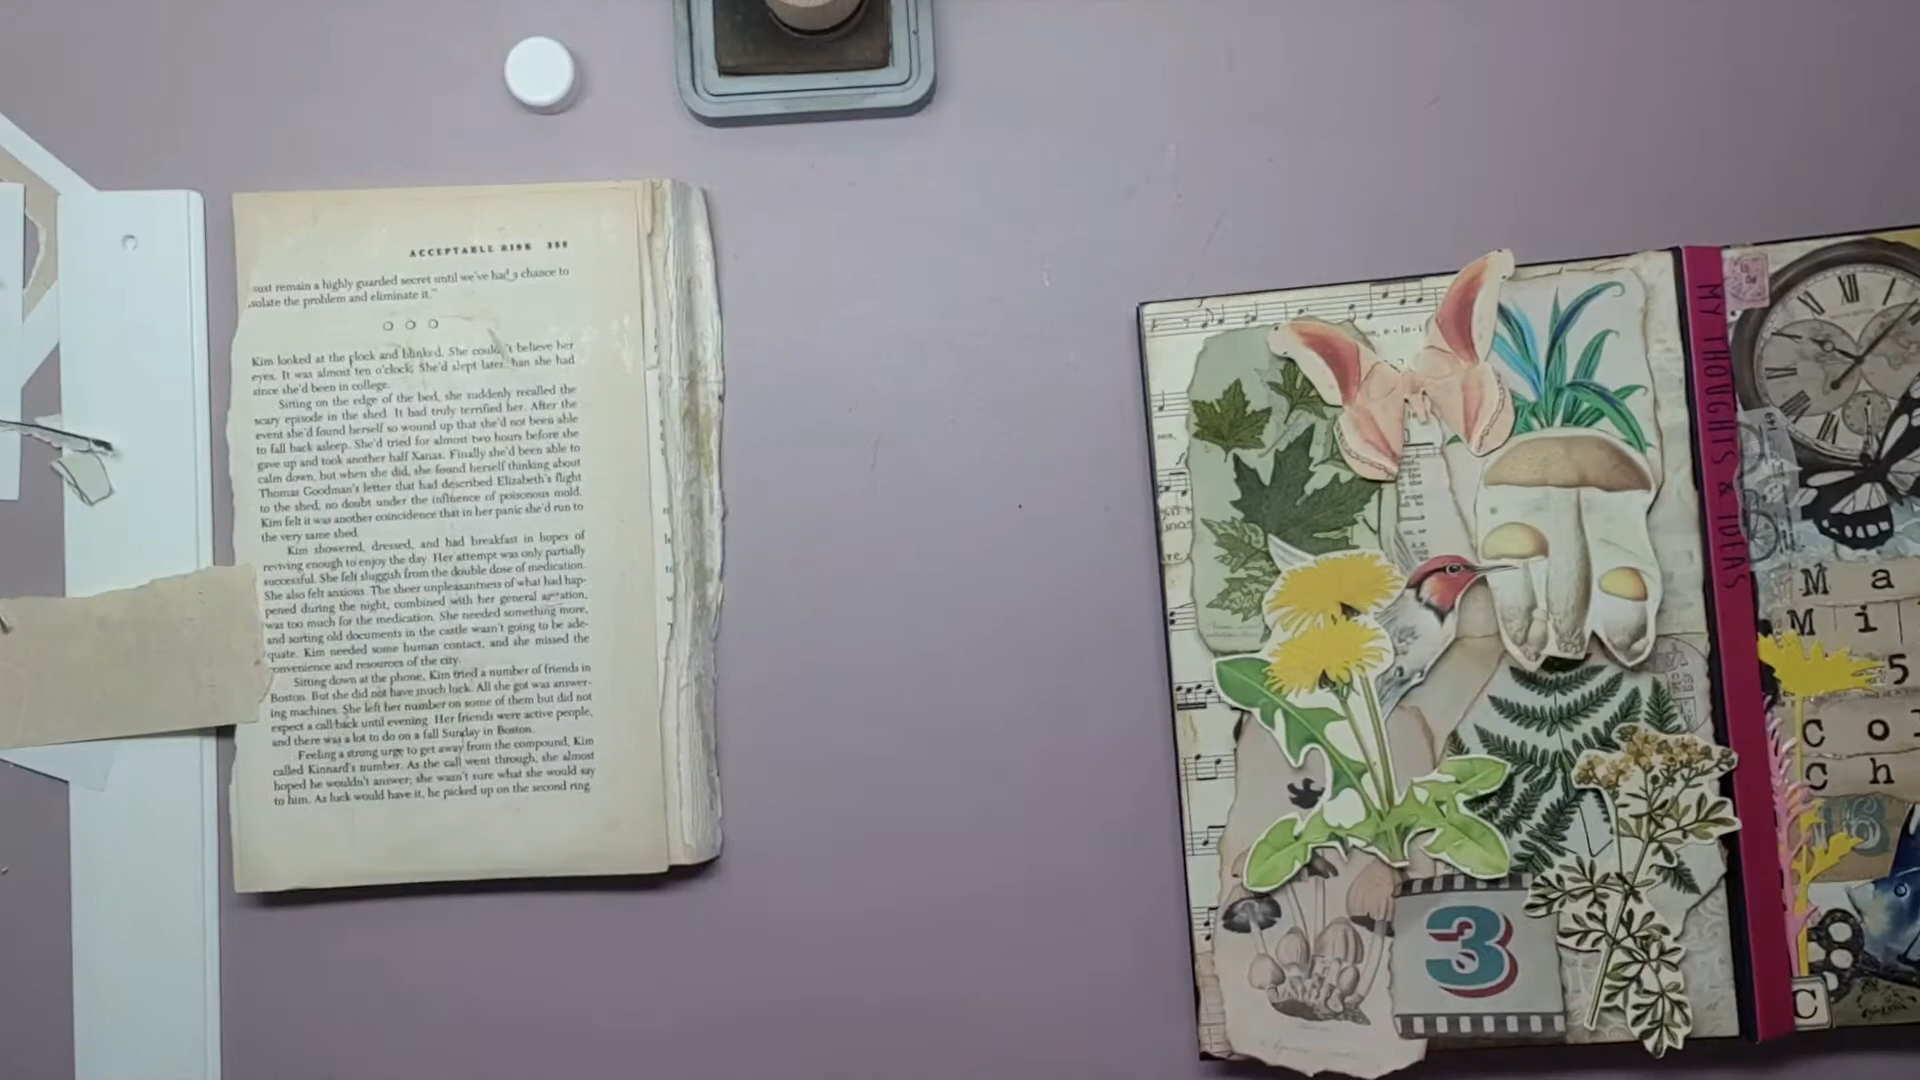 ACCEPTABLE RISK
must remain a highly guarded secret until we've had a chance to
isolate the problem and eliminate it."
Kim looked at the clock and blinked. She couldn't believe her
eyes. It was almost ten o'clock. She'd slept later than she had
since she'd been in college.
Sitting on the edge of the bed, she suddenly recalled the
scary episode in the shed. It had truly terrified her. After the
event she'd found herself so wound up that she'd not been able
to fall back asleep. She'd tried for almost two hours before she
gave up and took another half Xanax. Finally she'd been able to
calm down, but when she did, she found herself thinking about
Thomas Goodman's letter that had described Elizabeth's flight
to the shed, no doubt under the influence of poisonous mold.
Kim felt it was another coincidence that in her panic she'd run to
the very same shed.
Kim showered, dressed, and had breakfast in hopes of
reviving enough to enjoy the day. Her attempt was only partially
successful. She felt sluggish from the double dose of medication.
She also felt anxious. The sheer unpleasantness of what had hap-
pened during the night, combined with her general agitation,
was too much for the medication. She needed something more,
and sorting old documents in the castle wasn't going to be ade-
quate. Kim needed some human contact, and she missed the
convenience and resources of the city.
Sitting down at the phone, Kim tried a number of friends in
Boston. But she did not have much luck. All she got was answer-
ing machines. She left her number on some of them but did not
expect a call-back until evening. Her friends were active people,
and there was a lot to do on a fall Sunday in Boston.
Feeling a strong urge to get away from the compound, Kim
called Kinnard's number. As the call went through, she almost
hoped he wouldn't answer; she wasn't sure what she would say
to him. As luck would have it, he picked up on the second ring.
3
MY THOUGHTS & IDEAS
M a
M i
5
C o l
C h
C